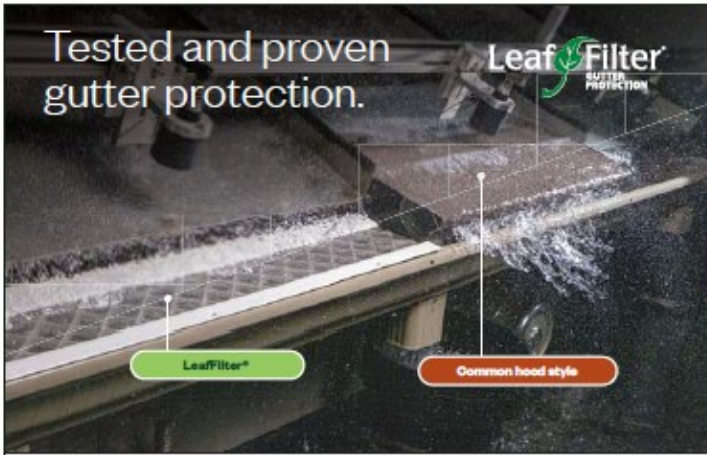 Tested and proven
gutter protection.
LeafFilter®
GUTTER
PROTECTION
LeafFilter®
Common hood style